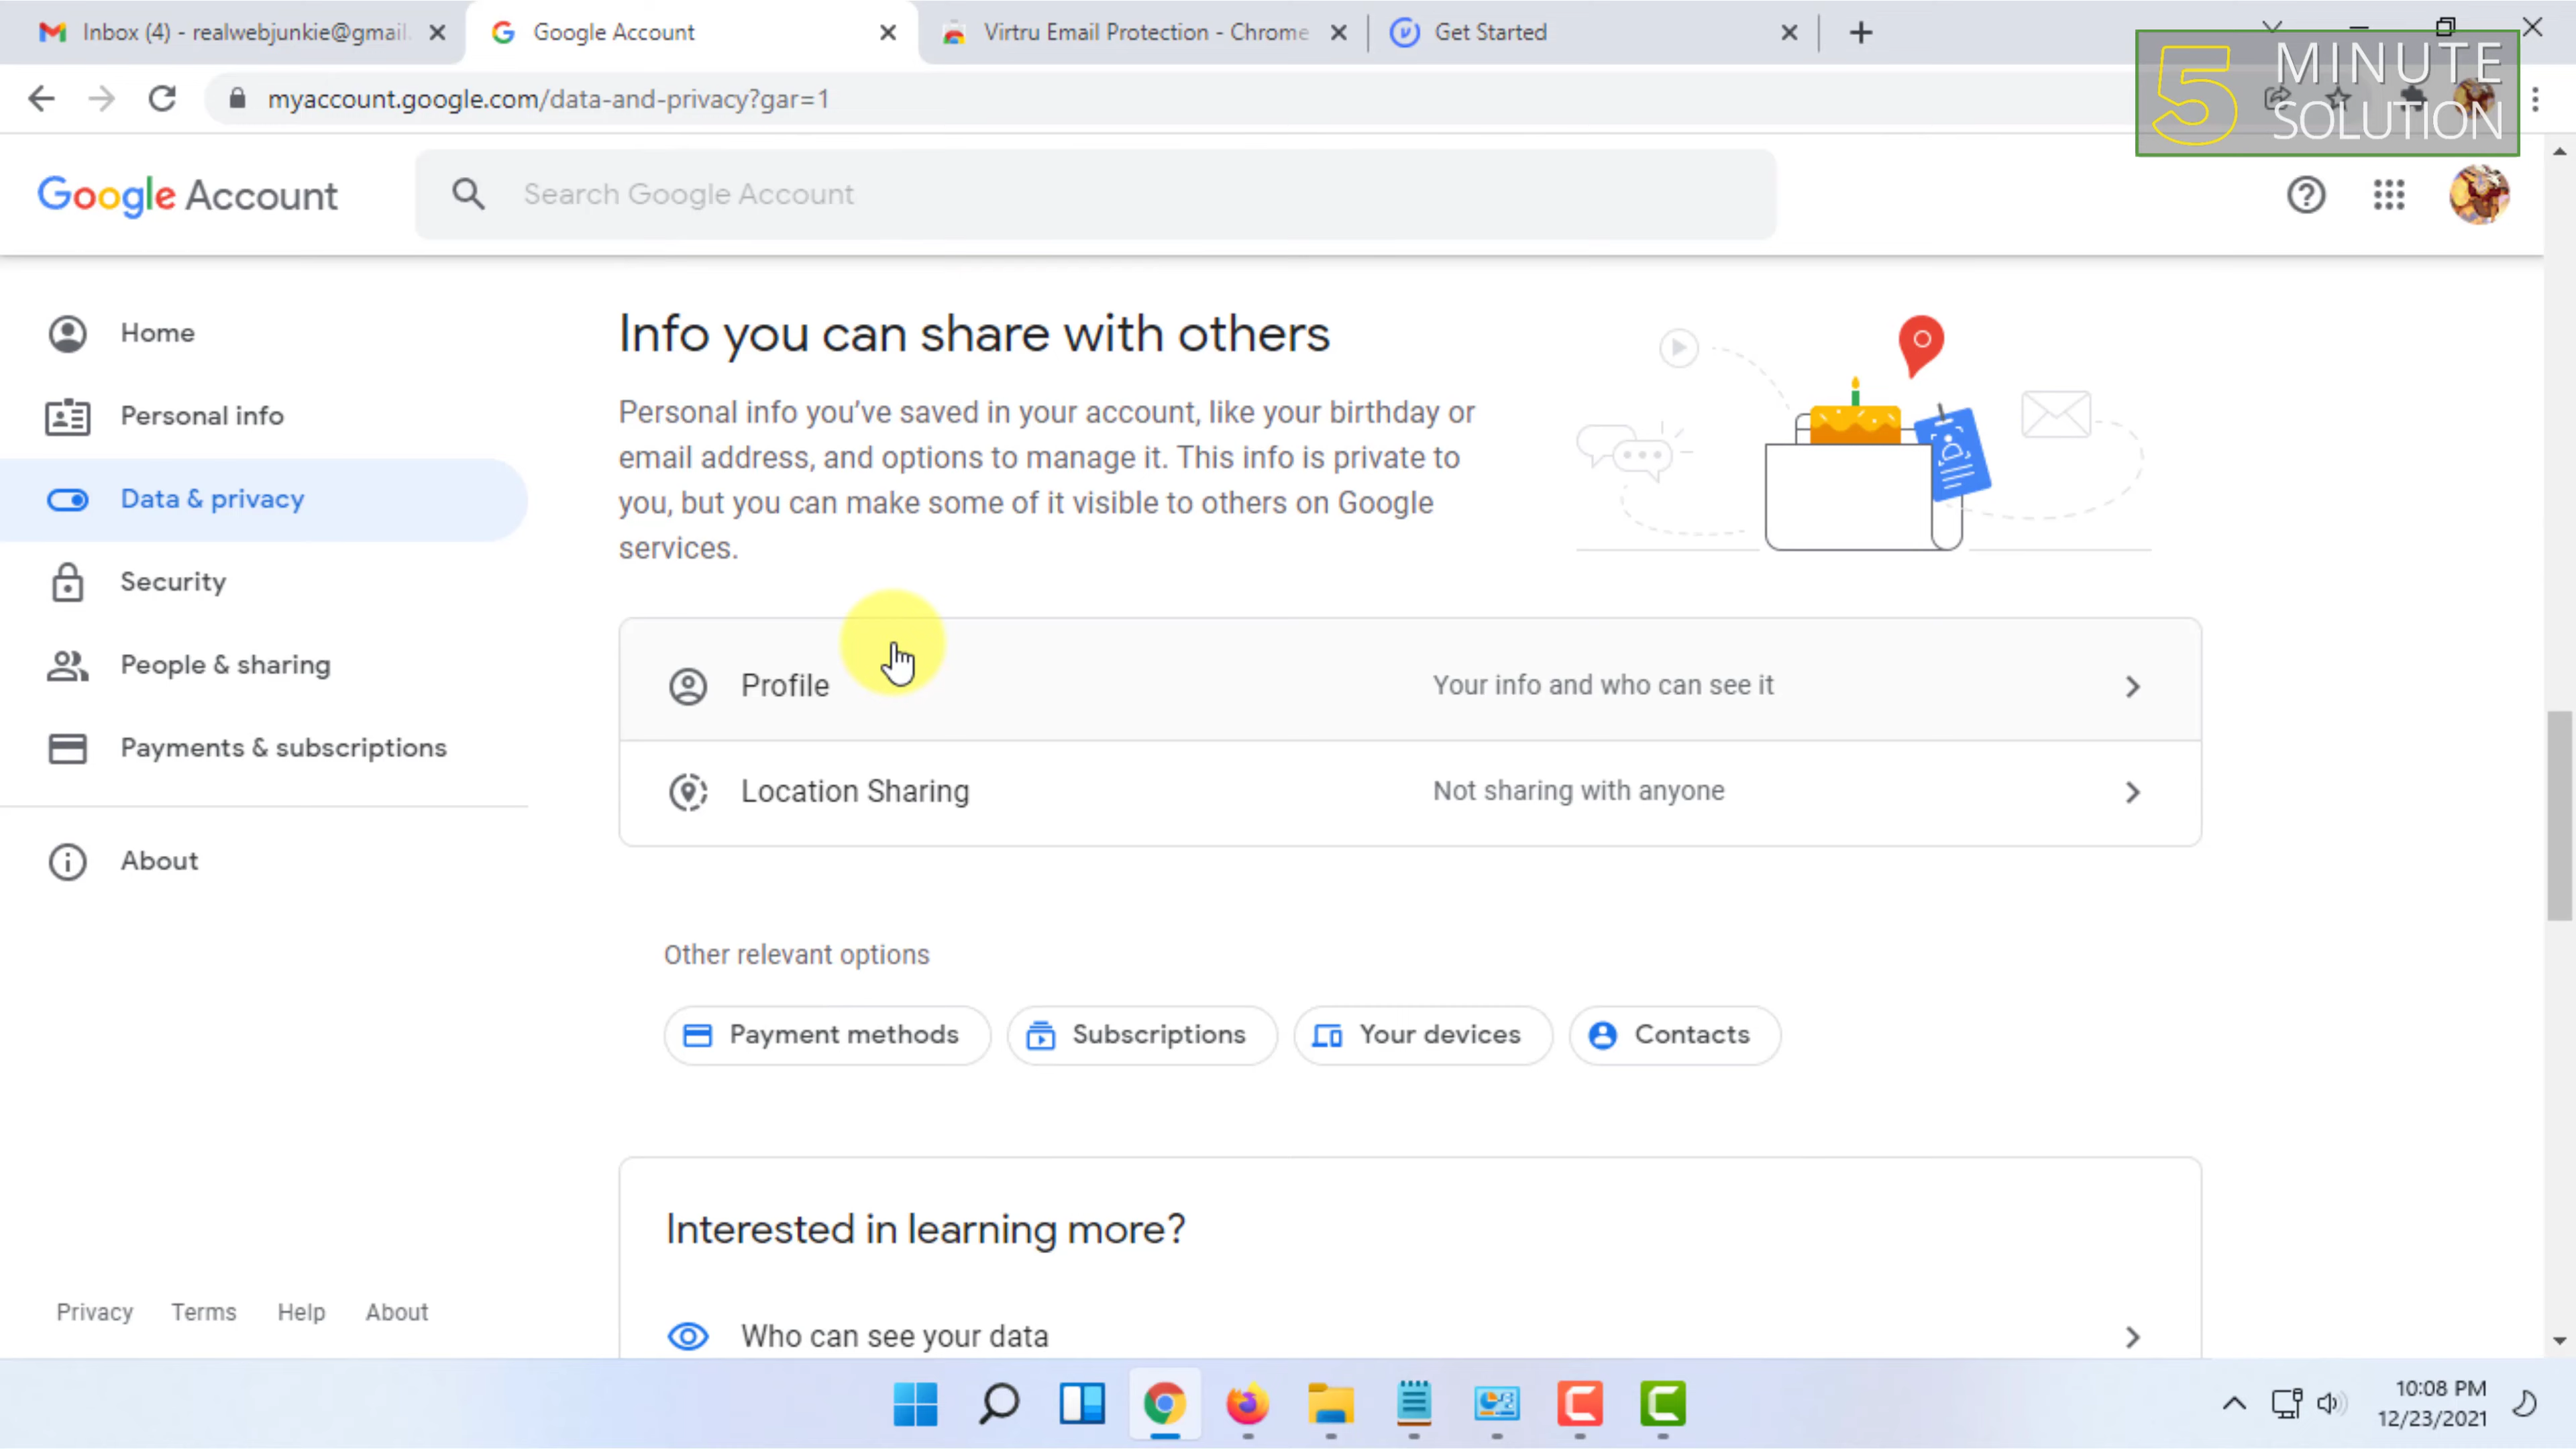 Inbox (4) - realwebjunkie@gmail.
Google Account
Virtru Email Protection - Chrome
Get Started
5 MINUTE SOLUTION
myaccount.google.com/data-and-privacy?gar=1
Google Account
Search Google Account
Home
Personal info
Data & privacy
Security
People & sharing
Payments & subscriptions
About
Info you can share with others
Personal info you've saved in your account, like your birthday or
email address, and options to manage it. This info is private to
you, but you can make some of it visible to others on Google
services.
Profile
Your info and who can see it
Location Sharing
Not sharing with anyone
Other relevant options
Payment methods
Subscriptions
Your devices
Contacts
Interested in learning more?
Who can see your data
Privacy Terms Help About
10:08 PM
12/23/2021